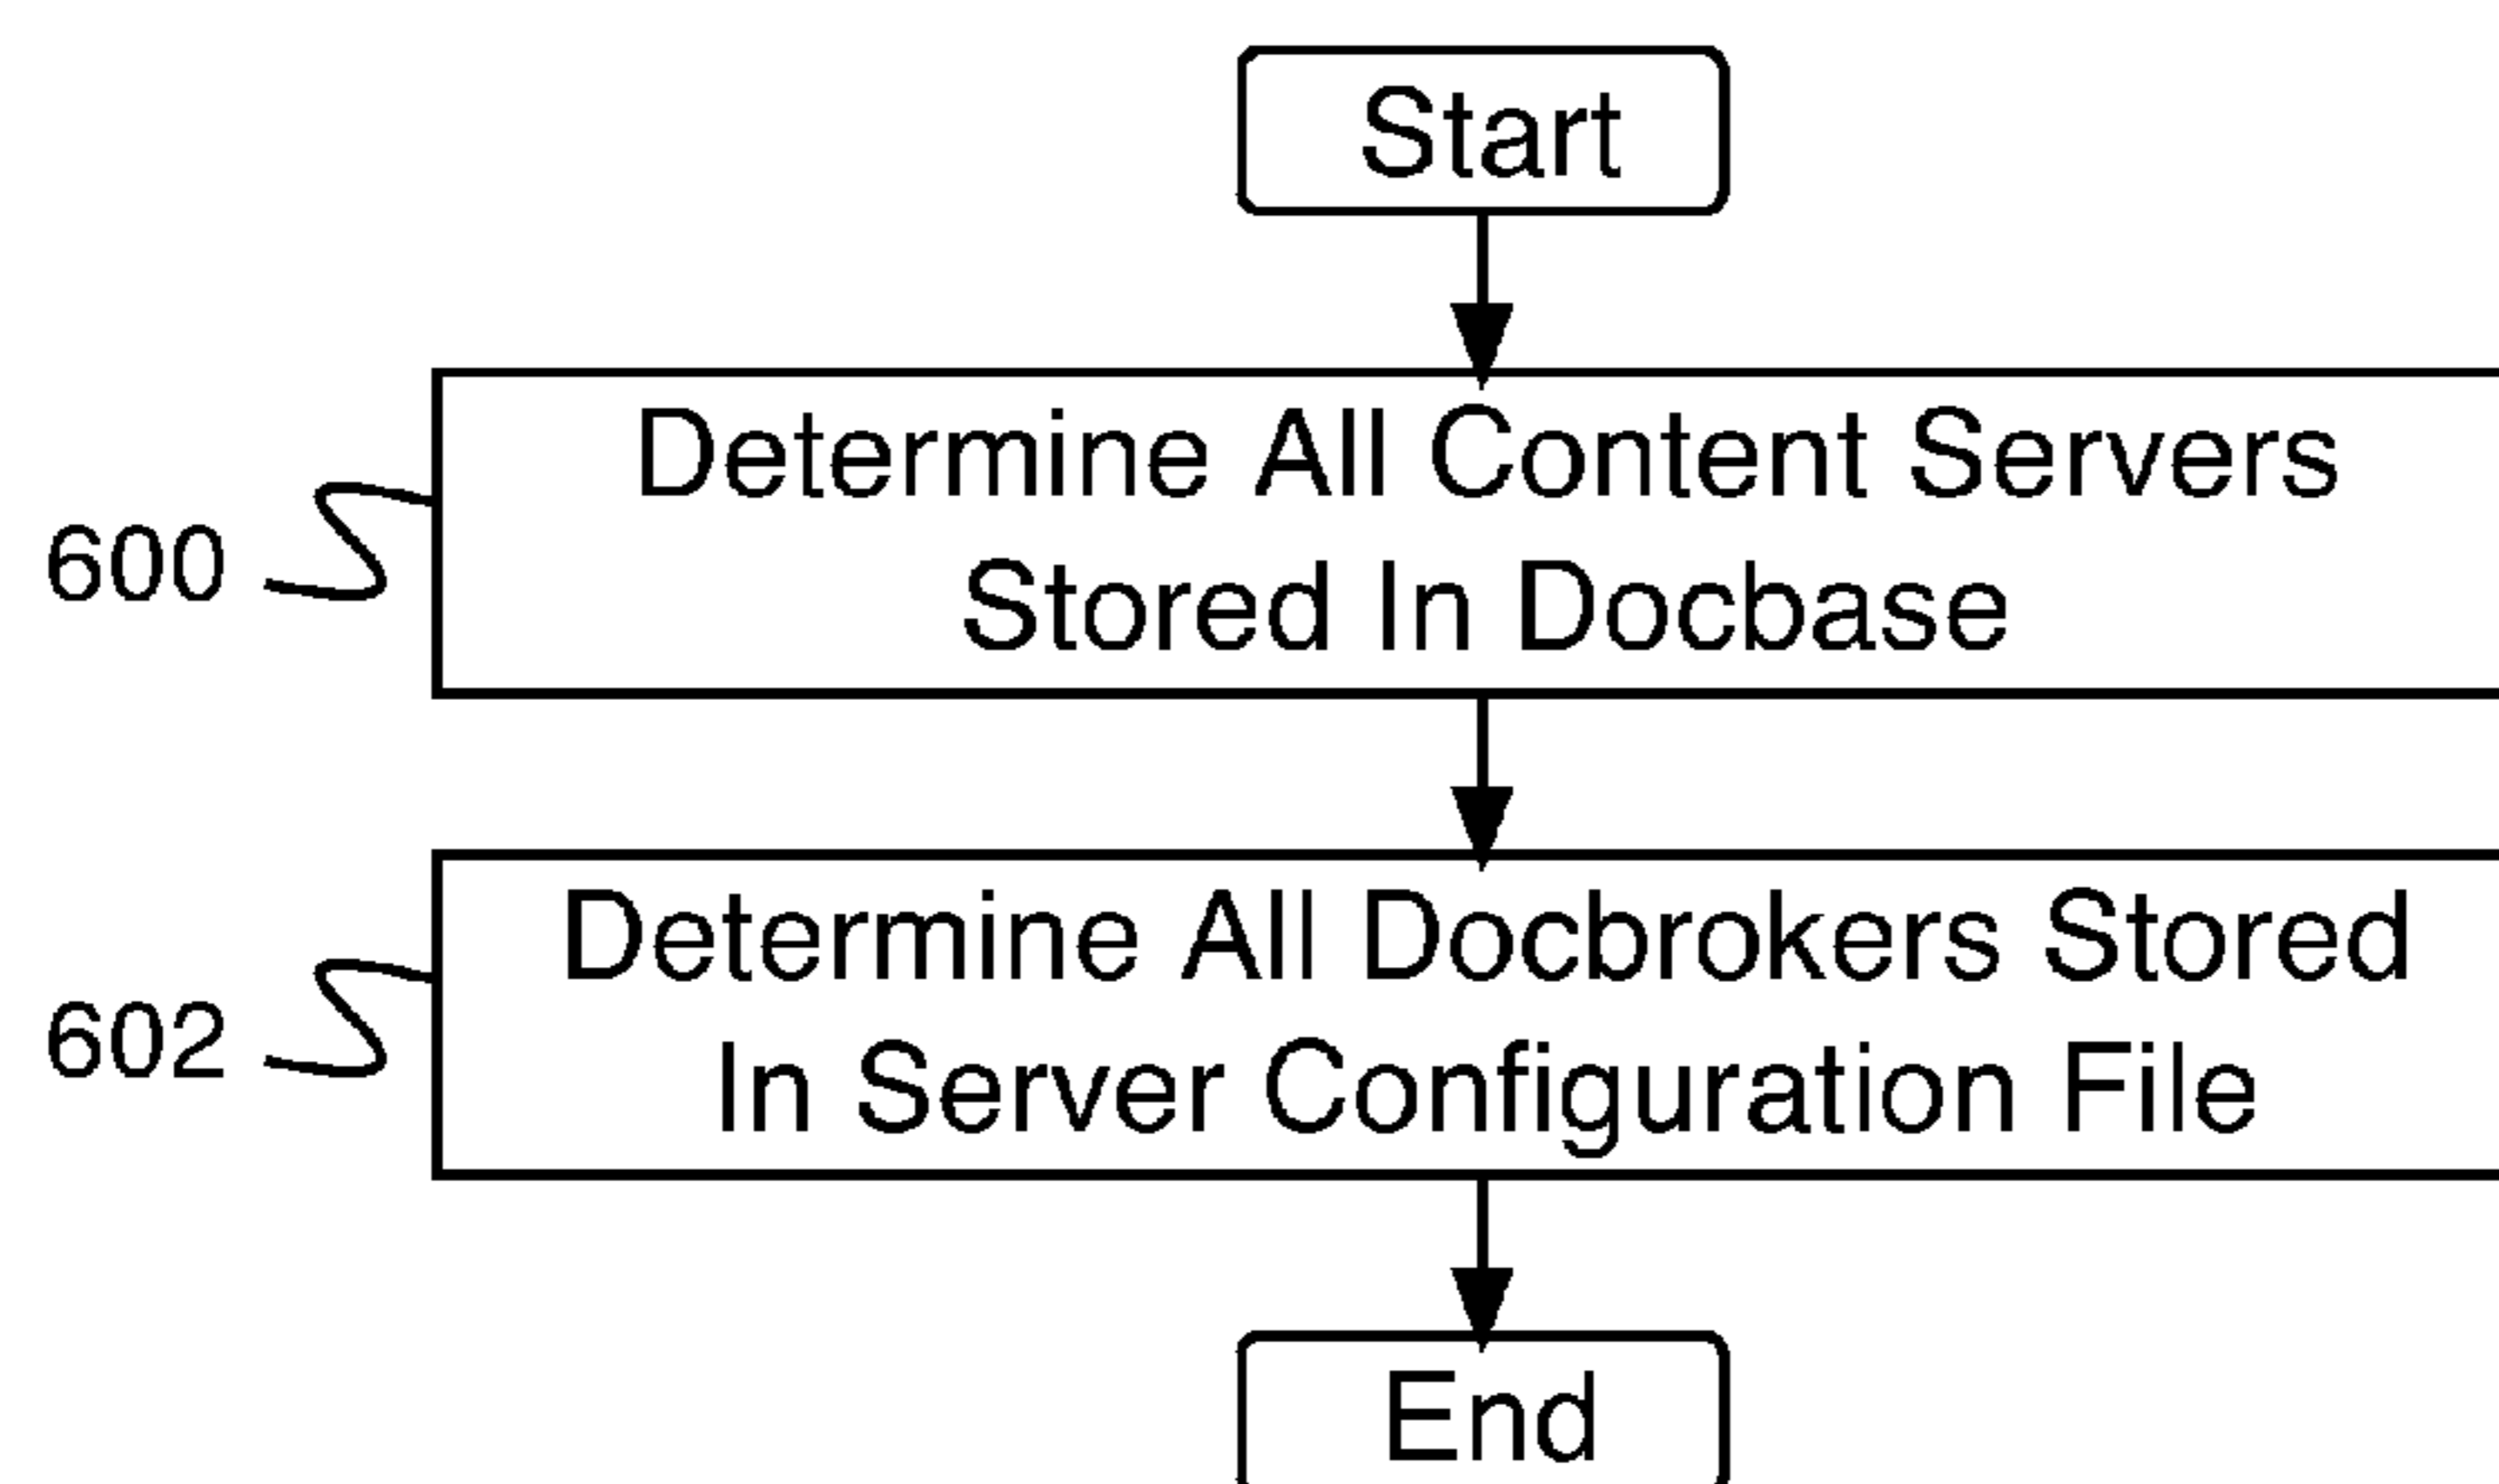 Start
Determine All Content Servers
Stored In Docbase
600
Determine All Docbrokers Stored
In Server Configuration File
602
End